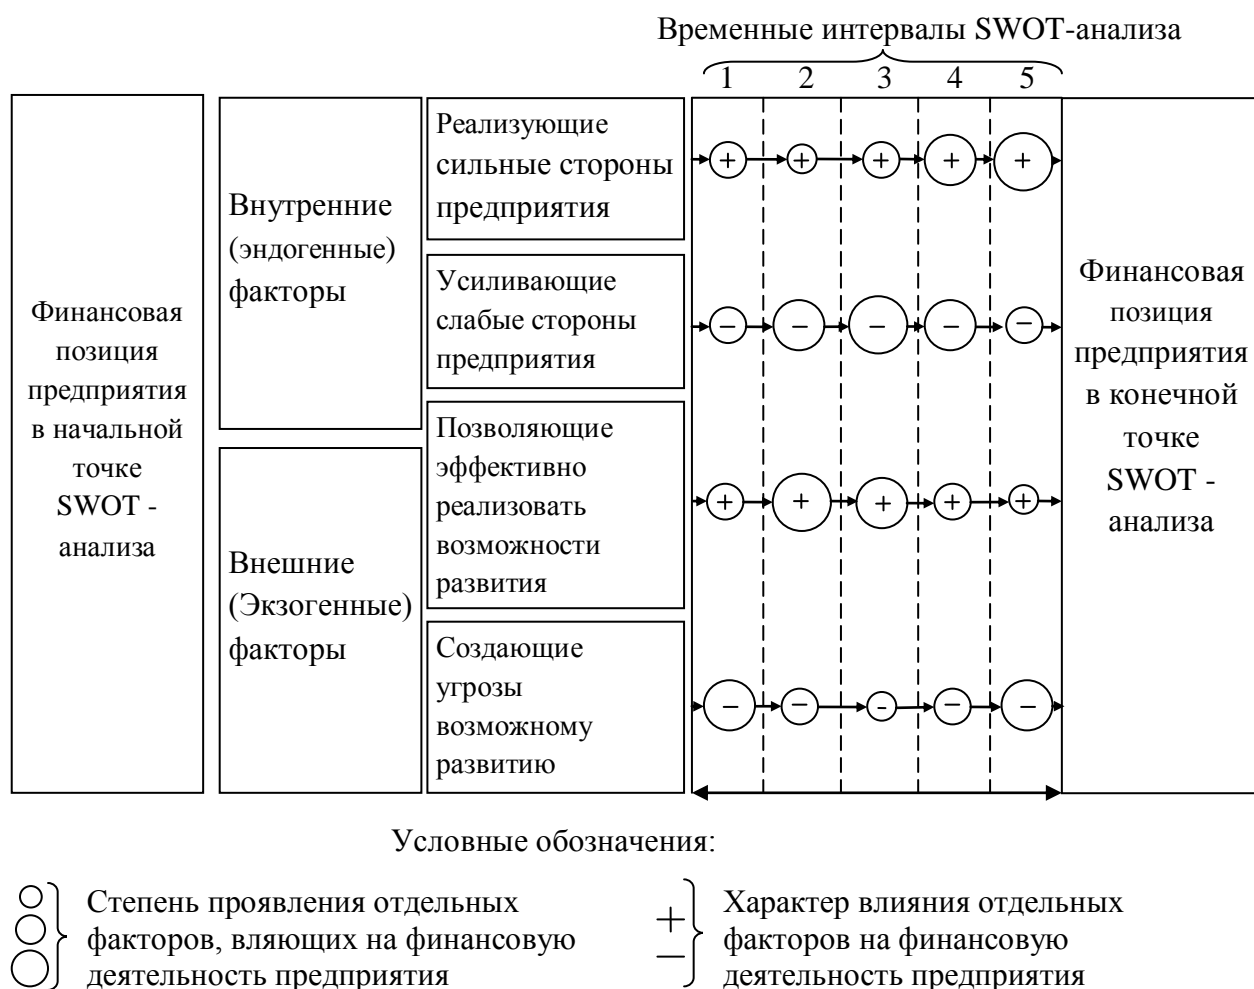 Временные интервалы SWOT-анализа
1 2 3 4 5
Финансовая
позиция
предприятия
в начальной
точке
SWOT -
анализа
Внутренние
(эндогенные)
факторы
Внешние
(Экзогенные)
факторы
Реализующие
сильные стороны
предприятия
+ + + + +
Усиливающие
слабые стороны
предприятия
− − − − −
Позволяющие
эффективно
реализовать
возможности
развития
+ + + + +
Создающие
угрозы
возможному
развитию
− − - − −
Финансовая
позиция
предприятия
в конечной
точке
SWOT -
анализа
Условные обозначения:
Степень проявления отдельных
факторов, вляющих на финансовую
деятельность предприятия
+
−
Характер влияния отдельных
факторов на финансовую
деятельность предприятия